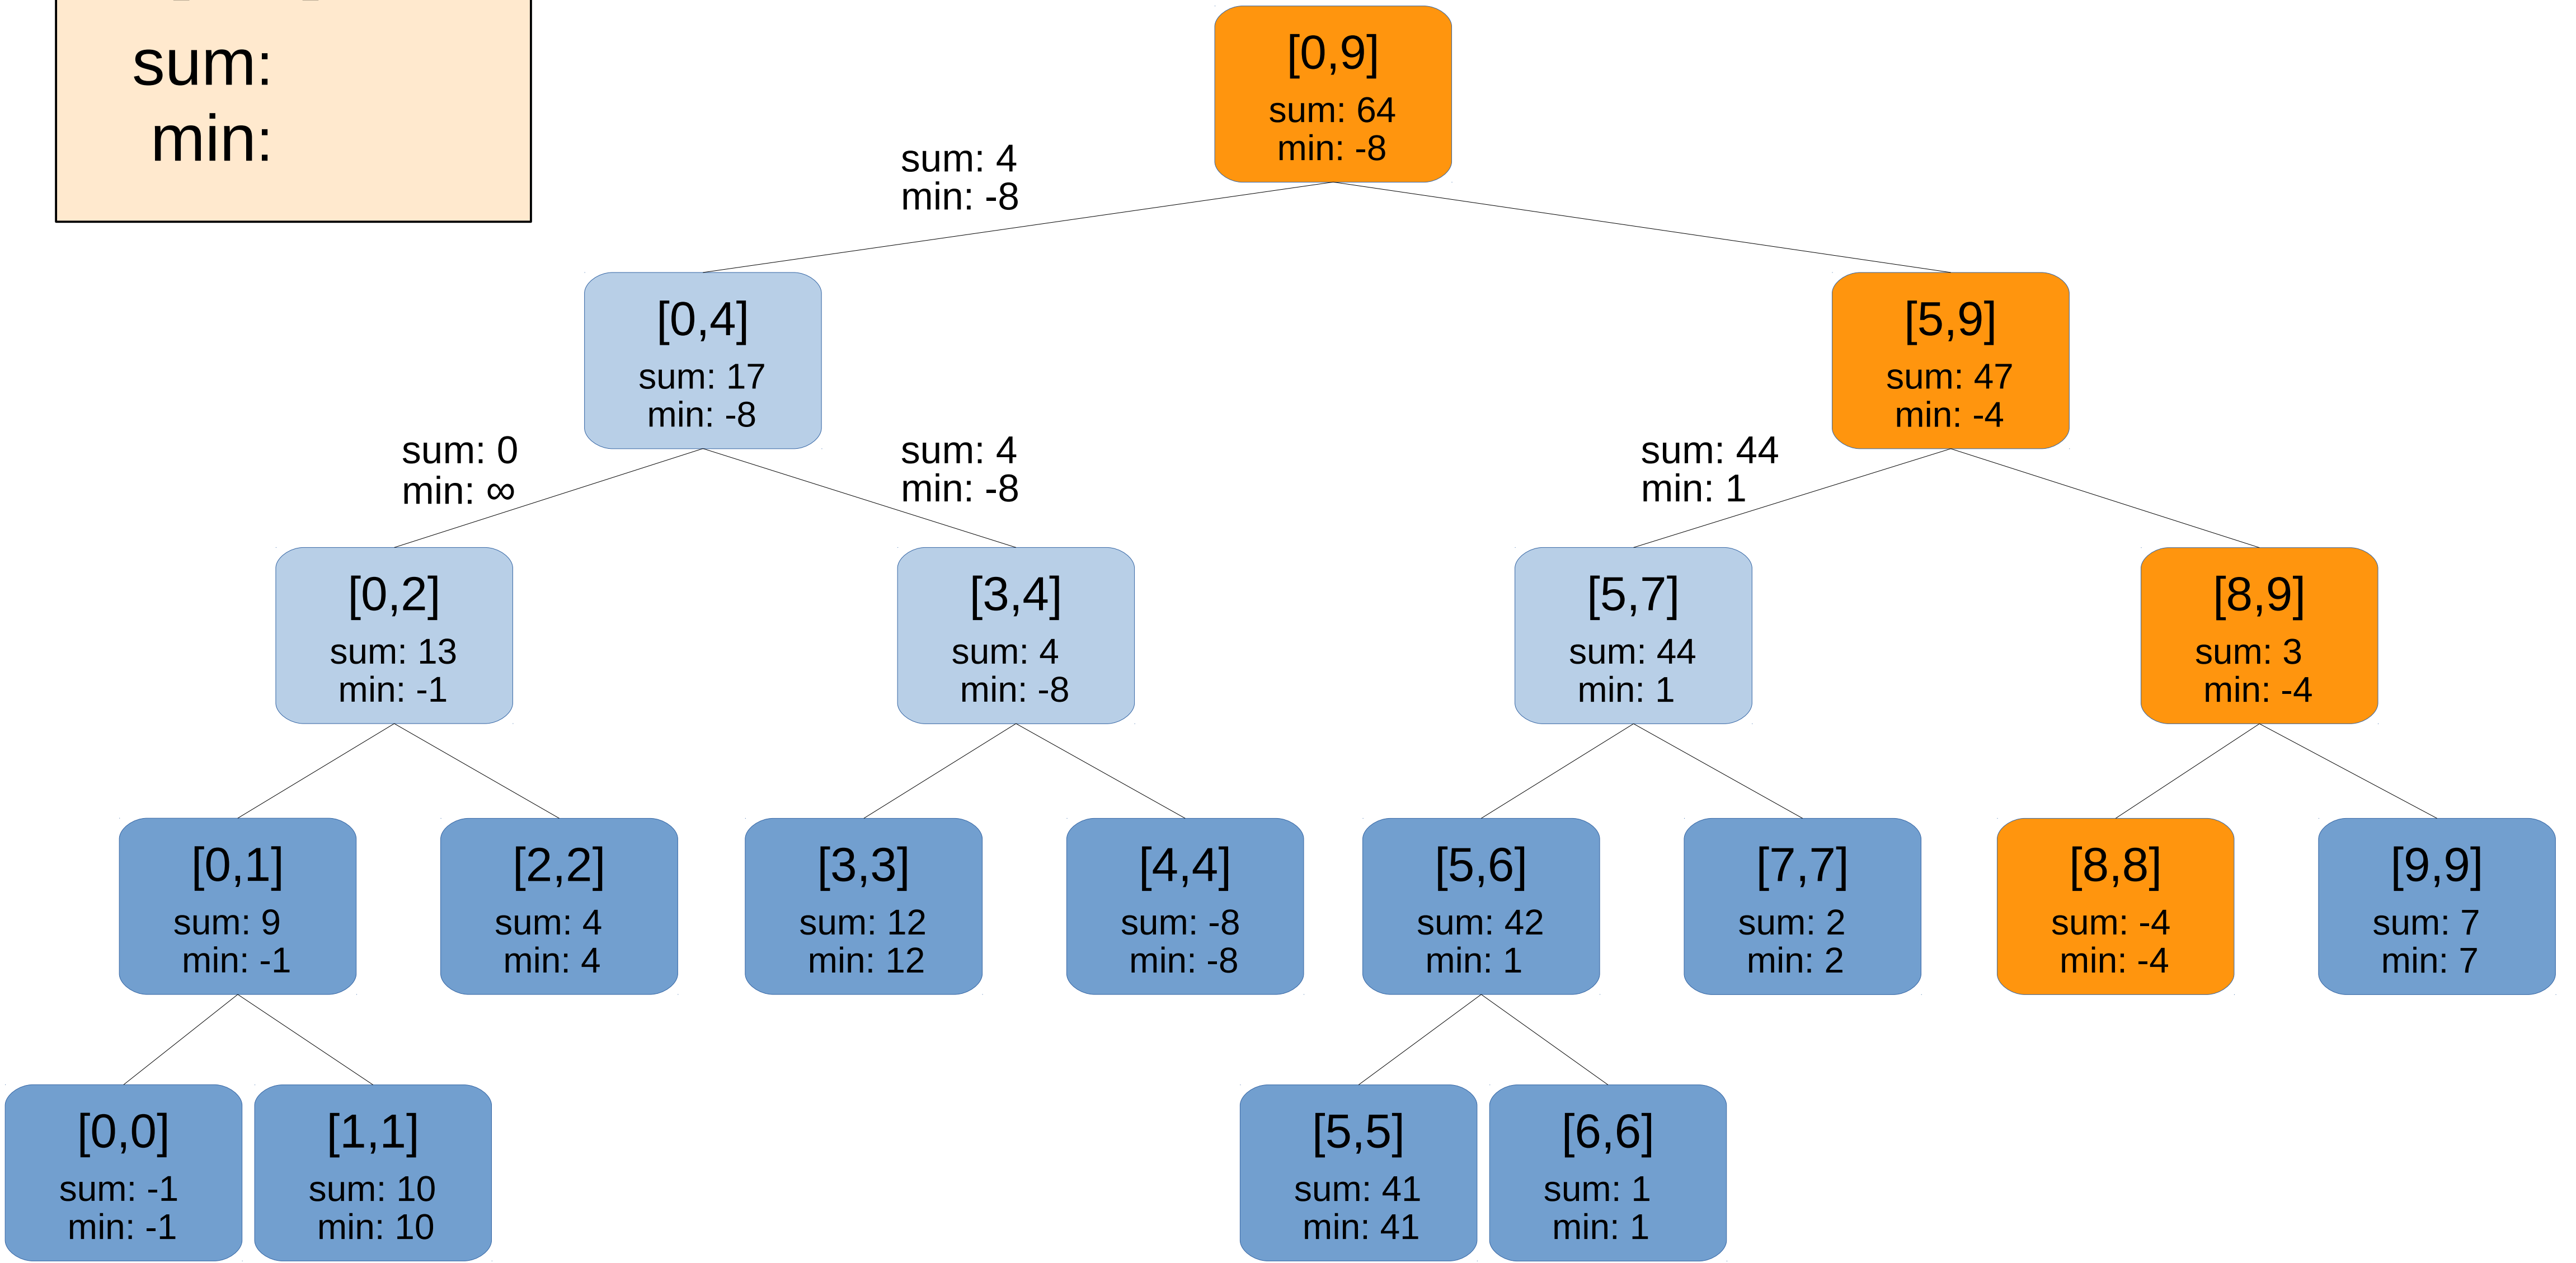 sum:
min:
[0,9]
sum: 64
min: -8
sum: 4
min: -8
[0,4]
sum: 17
min: -8
[5,9]
sum: 47
min: -4
sum: 0
min: ∞
sum: 4
min: -8
sum: 44
min: 1
[0,2]
sum: 13
min: -1
[3,4]
sum: 4
min: -8
[5,7]
sum: 44
min: 1
[8,9]
sum: 3
min: -4
[0,1]
sum: 9
min: -1
[2,2]
sum: 4
min: 4
[3,3]
sum: 12
min: 12
[4,4]
sum: -8
min: -8
[5,6]
sum: 42
min: 1
[7,7]
sum: 2
min: 2
[8,8]
sum: -4
min: -4
[9,9]
sum: 7
min: 7
[0,0]
sum: -1
min: -1
[1,1]
sum: 10
min: 10
[5,5]
sum: 41
min: 41
[6,6]
sum: 1
min: 1